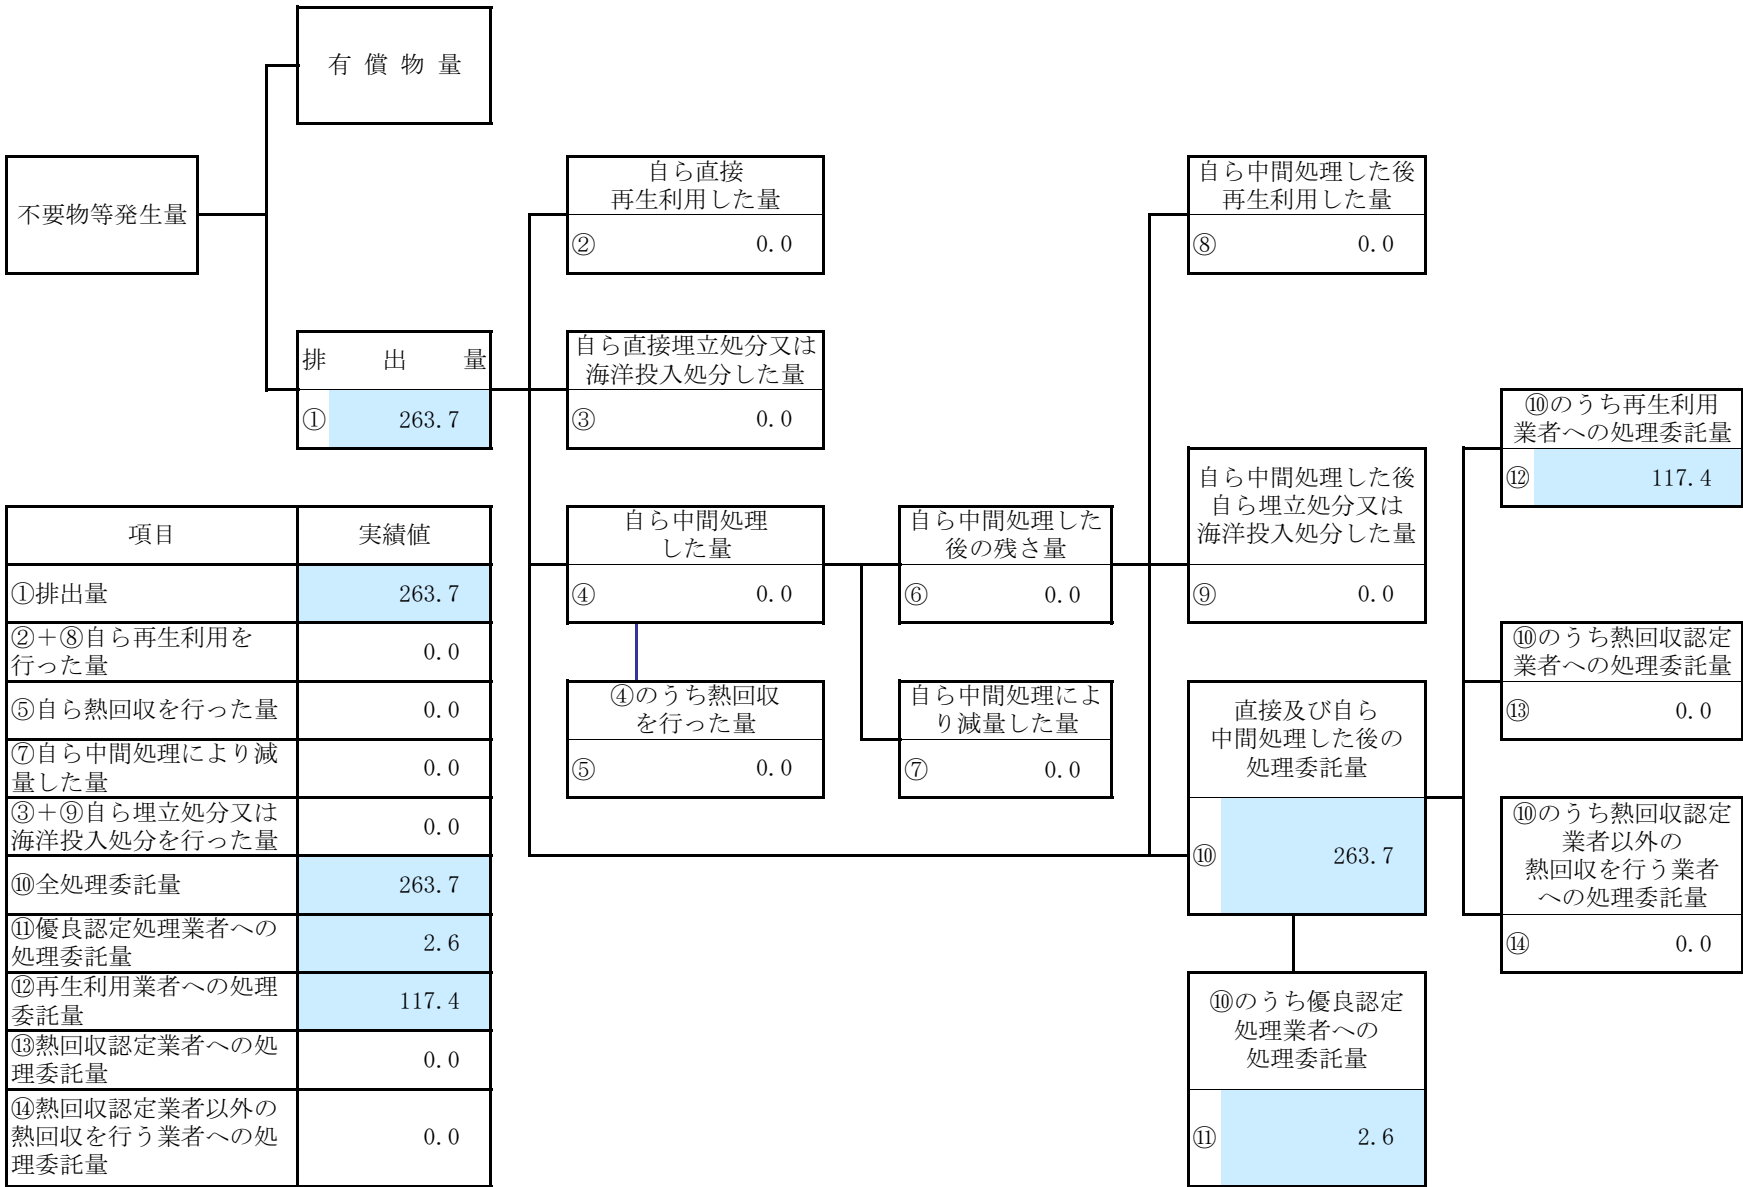 有償物量
不要物等発生量
自ら直接
再生利用した量
② 0.0
自ら中間処理した後
再生利用した量
⑧ 0.0
排出量
① 263.7
自ら直接埋立処分又は
海洋投入処分した量
③ 0.0
⑩のうち再生利用
業者への処理委託量
⑫ 117.4
自ら中間処理
した量
④ 0.0
自ら中間処理した
後の残さ量
⑥ 0.0
自ら中間処理した後
自ら埋立処分又は
海洋投入処分した量
⑨ 0.0
⑩のうち熱回収認定
業者への処理委託量
⑬ 0.0
④のうち熱回収
を行った量
⑤ 0.0
自ら中間処理によ
り減量した量
⑦ 0.0
直接及び自ら
中間処理した後の
処理委託量
⑩ 263.7
⑩のうち熱回収認定
業者以外の
熱回収を行う業者
への処理委託量
⑭ 0.0
⑩のうち優良認定
処理業者への
処理委託量
⑪ 2.6
項目 実績値
①排出量 263.7
②＋⑧自ら再生利用を
行った量 0.0
⑤自ら熱回収を行った量 0.0
⑦自ら中間処理により減
量した量 0.0
③＋⑨自ら埋立処分又は
海洋投入処分を行った量 0.0
⑩全処理委託量 263.7
⑪優良認定処理業者への
処理委託量 2.6
⑫再生利用業者への処理
委託量 117.4
⑬熱回収認定業者への処
理委託量 0.0
⑭熱回収認定業者以外の
熱回収を行う業者への処
理委託量 0.0